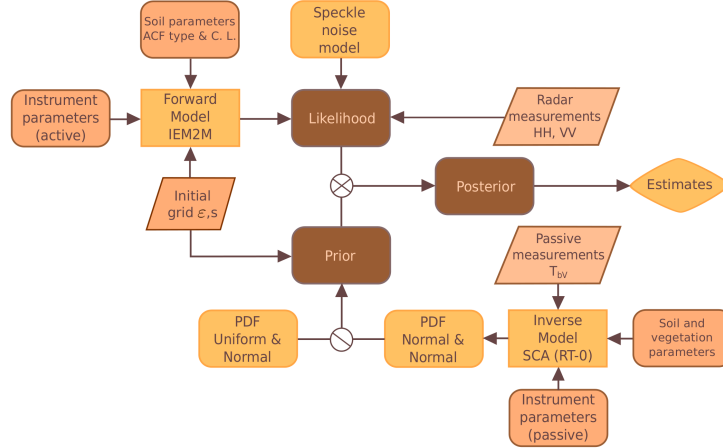 Soil parameters
ACF type & C. L.
Speckle
noise
model
Instrument
parameters
(active)
Forward
Model
IEM2M
Likelihood
Radar
measurements
HH, VV
Initial
grid ε,s
Posterior
Estimates
Prior
Passive
measurements
TbV
PDF
Uniform &
Normal
PDF
Normal &
Normal
Inverse
Model
SCA (RT-0)
Soil and
vegetation
parameters
Instrument
parameters
(passive)